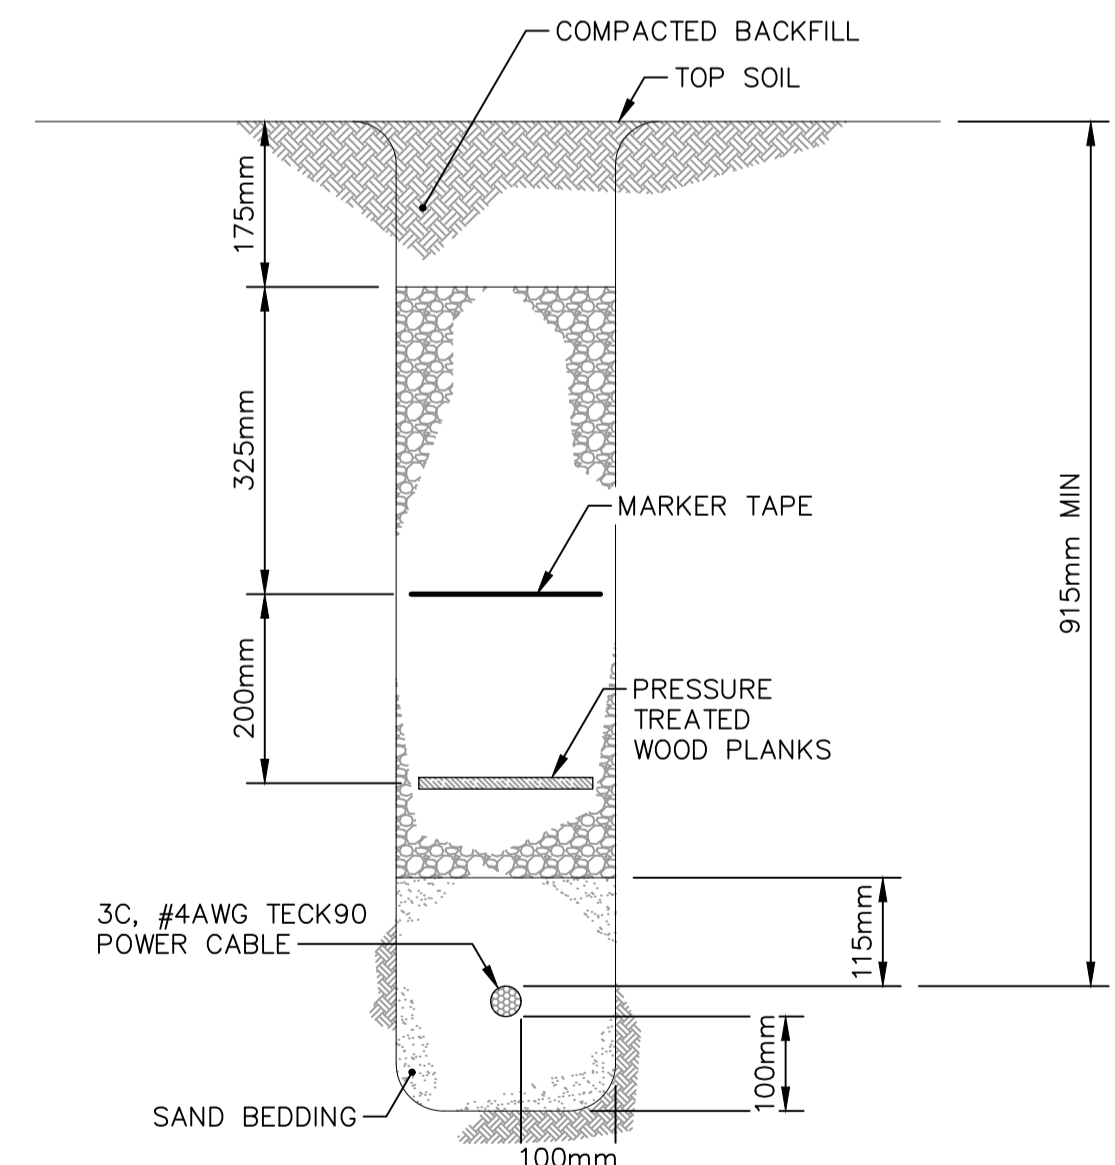 COMPACTED BACKFILL
TOP SOIL
175mm
325mm
MARKER TAPE
915mm MIN
200mm
PRESSURE
TREATED
WOOD PLANKS
3C, #4AWG TECK90
POWER CABLE
115mm
100mm
SAND BEDDING
100mm